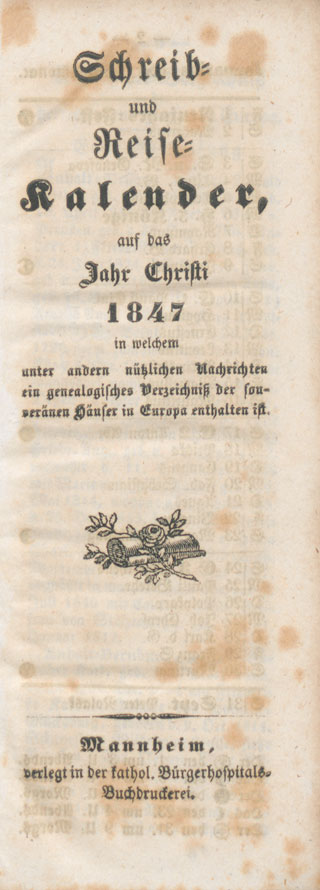 Schreib-
und
Reise-
Kalender,
auf das
Jahr Christi
1847
in welchem
unter andern nützlichen Nachrichten
ein genealogisches Verzeichniß der sou-
veränen Häuser in Europa enthalten ist.
Mannheim,
verlegt in der kathol. Bürgerhospitals-
Buchdruckerei.